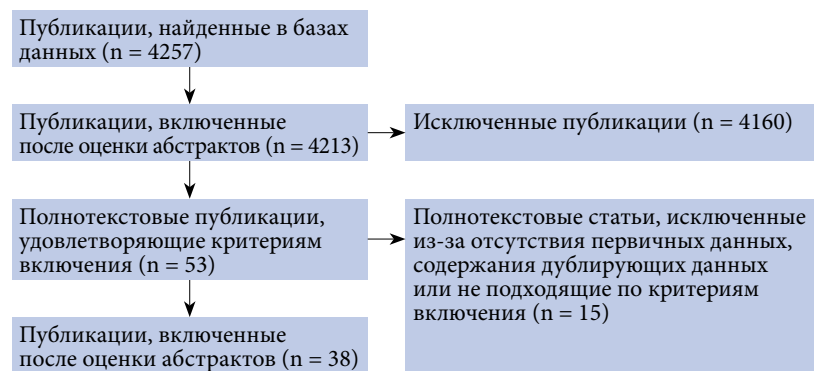 Публикации, найденные в базах
данных (n = 4257)
Публикации, включенные
после оценки абстрактов (n = 4213)
Исключенные публикации (n = 4160)
Полнотекстовые публикации,
удовлетворяющие критериям
включения (n = 53)
Полнотекстовые статьи, исключенные
из-за отсутствия первичных данных,
содержания дублирующих данных
или не подходящие по критериям
включения (n = 15)
Публикации, включенные
после оценки абстрактов (n = 38)